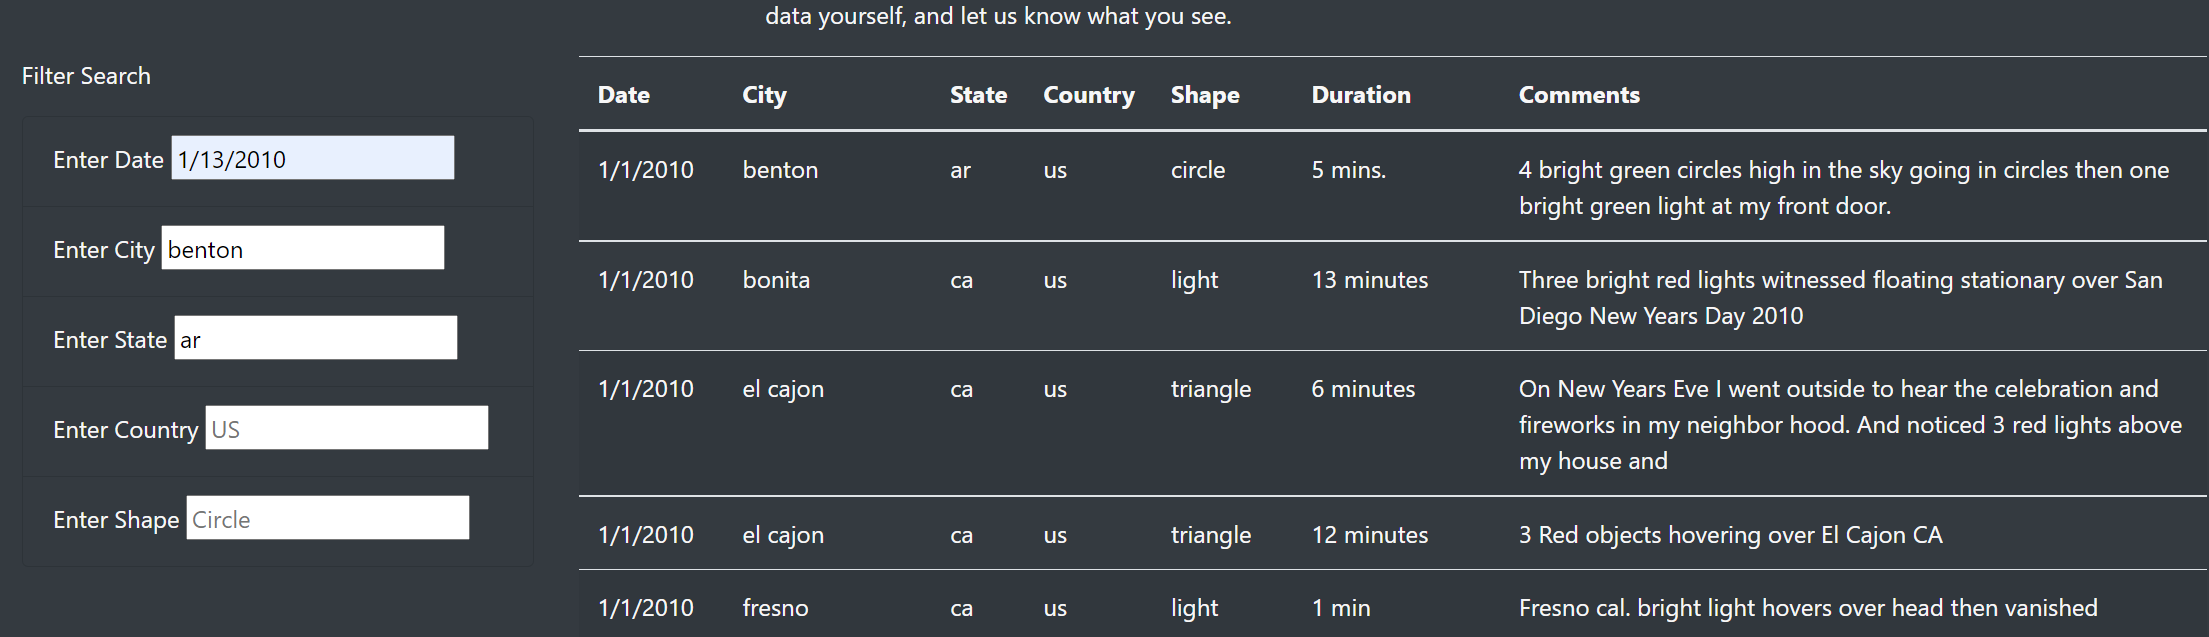 data yourself, and let us know what you see.
Filter Search
Enter Date 1/13/2010
Enter City benton
Enter State ar
Enter Country US
Enter Shape Circle
Date City State Country Shape Duration Comments
1/1/2010 benton ar us circle 5 mins. 4 bright green circles high in the sky going in circles then one
bright green light at my front door.
1/1/2010 bonita ca us light 13 minutes Three bright red lights witnessed floating stationary over San
Diego New Years Day 2010
1/1/2010 el cajon ca us triangle 6 minutes On New Years Eve I went outside to hear the celebration and
fireworks in my neighbor hood. And noticed 3 red lights above
my house and
1/1/2010 el cajon ca us triangle 12 minutes 3 Red objects hovering over El Cajon CA
1/1/2010 fresno ca us light 1 min Fresno cal. bright light hovers over head then vanished